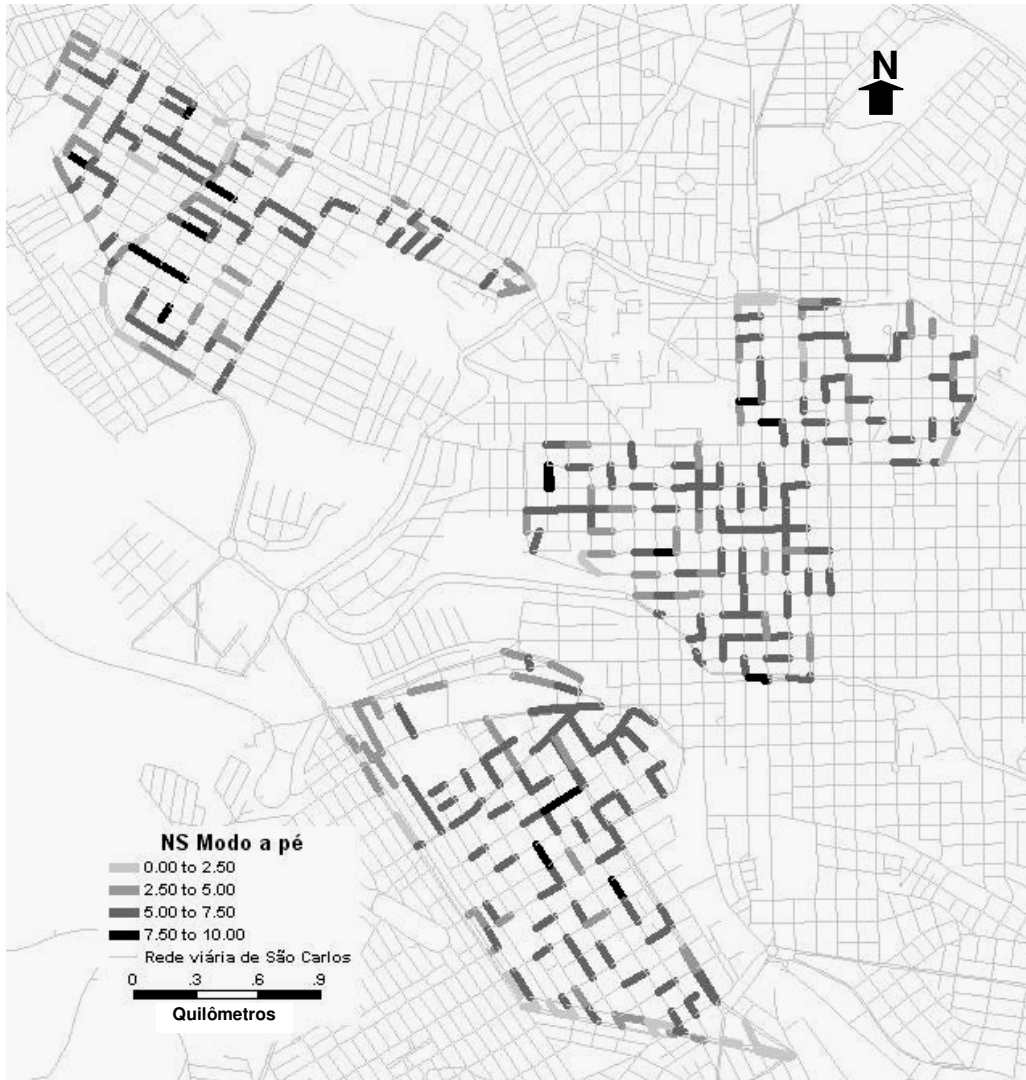 N
NS Modo a pé
0.00 to 2.50
2.50 to 5.00
5.00 to 7.50
7.50 to 10.00
Rede viária de São Carlos
0 .3 .6 .9
Quilômetros